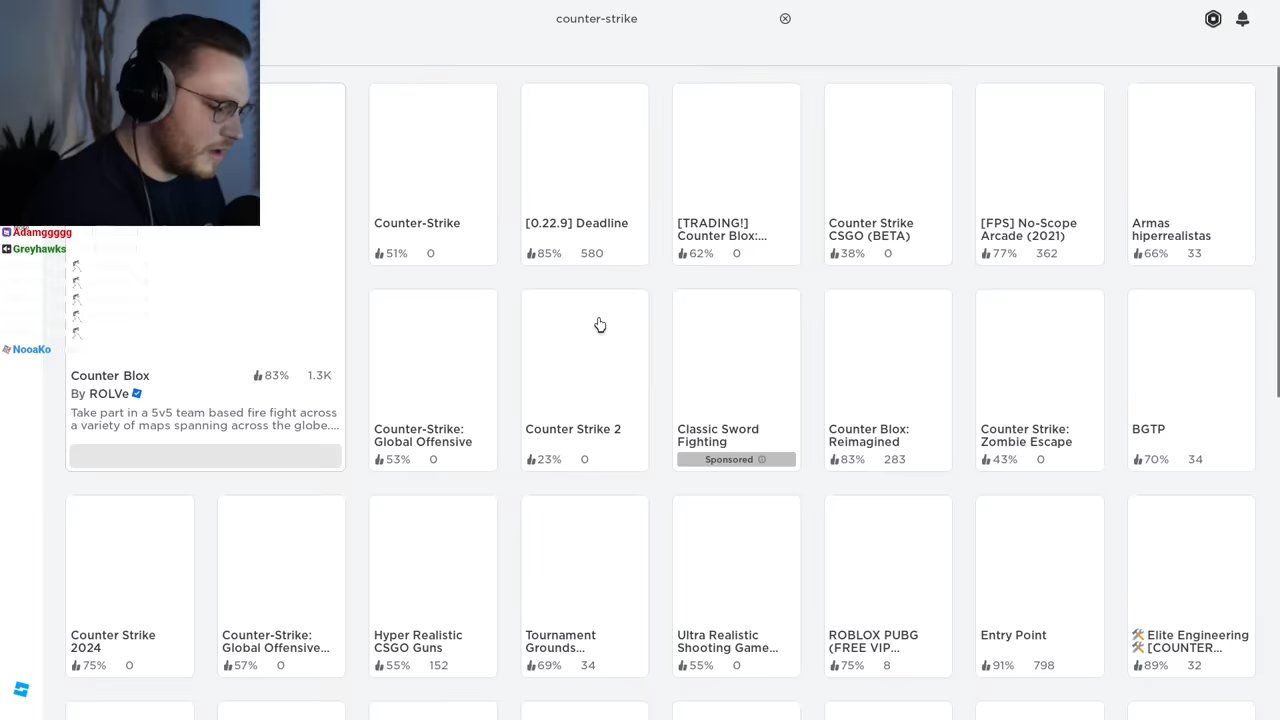 counter-strike
Adamggggg
Greyhawks
NooaKo
Counter Blox
83% 1.3K
By ROLVe
Take part in a 5v5 team based fire fight across
a variety of maps spanning across the globe....
Counter-Strike
51% 0
[0.22.9] Deadline
85% 580
[TRADING!]
Counter Blox:...
62% 0
Counter Strike
CSGO (BETA)
38% 0
[FPS] No-Scope
Arcade (2021)
77% 362
Armas
hiperrealistas
66% 33
Counter-Strike:
Global Offensive
53% 0
Counter Strike 2
23% 0
Classic Sword
Fighting
Sponsored
Counter Blox:
Reimagined
83% 283
Counter Strike:
Zombie Escape
43% 0
BGTP
70% 34
Counter Strike
2024
75% 0
Counter-Strike:
Global Offensive...
57% 0
Hyper Realistic
CSGO Guns
55% 152
Tournament
Grounds...
69% 34
Ultra Realistic
Shooting Game...
55% 0
ROBLOX PUBG
(FREE VIP...
75% 8
Entry Point
91% 798
🛠️ Elite Engineering
🛠️ [COUNTER...
89% 32